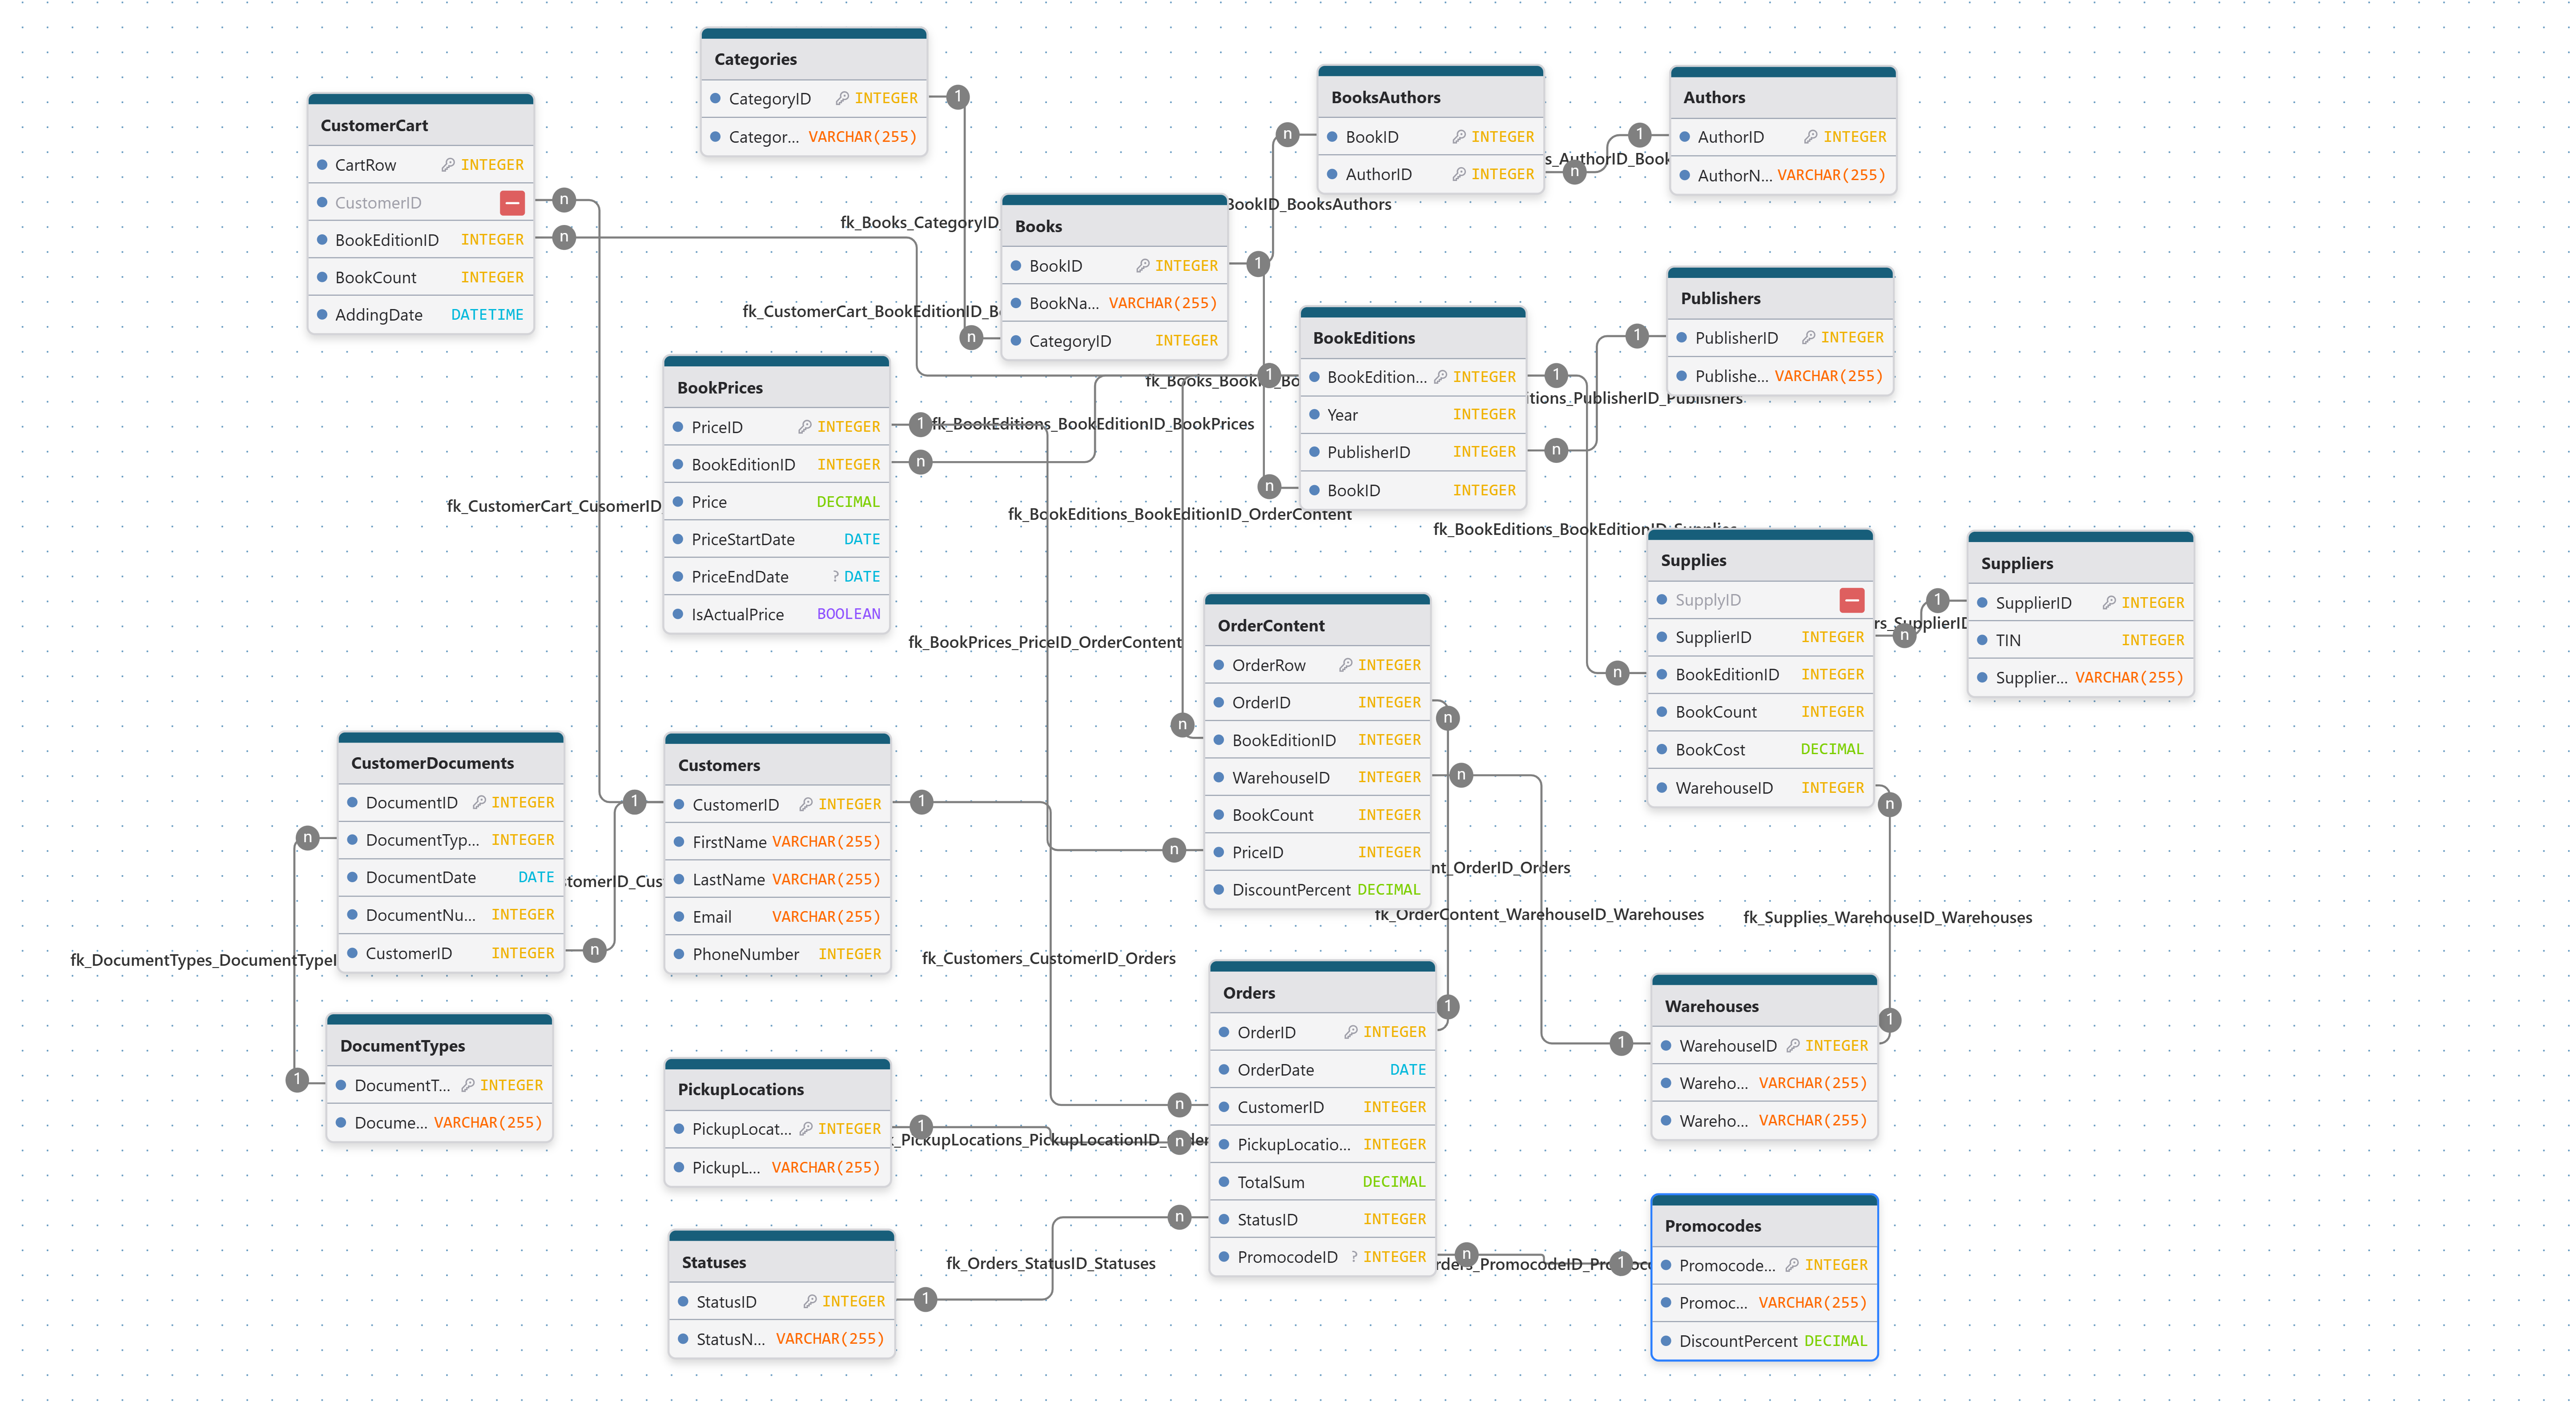 Categories
CategoryID INTEGER
Categor... VARCHAR(255)
CustomerCart
CartRow INTEGER
CustomerID
BookEditionID INTEGER
BookCount INTEGER
AddingDate DATETIME
BooksAuthors
BookID INTEGER
AuthorID INTEGER
Authors
AuthorID INTEGER
AuthorN... VARCHAR(255)
s_AuthorID_Book
BookID_BooksAuthors
fk_Books_CategoryID_
Books
BookID INTEGER
BookNa... VARCHAR(255)
CategoryID INTEGER
fk_CustomerCart_BookEditionID_B
Publishers
PublisherID INTEGER
Publishe... VARCHAR(255)
BookEditions
BookEdition... INTEGER
Year INTEGER
PublisherID INTEGER
BookID INTEGER
tions_PublisherID_Publishers
BookPrices
PriceID INTEGER
BookEditionID INTEGER
Price DECIMAL
PriceStartDate DATE
PriceEndDate ? DATE
IsActualPrice BOOLEAN
fk_BookEditions_BookEditionID_BookPrices
fk_CustomerCart_CusomerID
fk_BookEditions_BookEditionID_OrderContent
fk_BookEditions_BookEditionID_Supplies
Supplies
SupplyID
SupplierID INTEGER
BookEditionID INTEGER
BookCount INTEGER
BookCost DECIMAL
WarehouseID INTEGER
Suppliers
SupplierID INTEGER
TIN INTEGER
Supplier... VARCHAR(255)
rs_SupplierID
fk_BookPrices_PriceID_OrderContent
OrderContent
OrderRow INTEGER
OrderID INTEGER
BookEditionID INTEGER
WarehouseID INTEGER
BookCount INTEGER
PriceID INTEGER
DiscountPercent DECIMAL
CustomerDocuments
DocumentID INTEGER
DocumentTyp... INTEGER
DocumentDate DATE
DocumentNu... INTEGER
CustomerID INTEGER
Customers
CustomerID INTEGER
FirstName VARCHAR(255)
LastName VARCHAR(255)
Email VARCHAR(255)
PhoneNumber INTEGER
stomerID_Cus
nt_OrderID_Orders
fk_OrderContent_WarehouseID_Warehouses
fk_Supplies_WarehouseID_Warehouses
fk_DocumentTypes_DocumentTypeI
fk_Customers_CustomerID_Orders
DocumentTypes
DocumentT... INTEGER
Docume... VARCHAR(255)
PickupLocations
PickupLocat... INTEGER
PickupL... VARCHAR(255)
_PickupLocations_PickupLocationID_Order
Orders
OrderID INTEGER
OrderDate DATE
CustomerID INTEGER
PickupLocatio... INTEGER
TotalSum DECIMAL
StatusID INTEGER
PromocodeID ? INTEGER
Warehouses
WarehouseID INTEGER
Wareho... VARCHAR(255)
Wareho... VARCHAR(255)
Statuses
StatusID INTEGER
StatusN... VARCHAR(255)
fk_Orders_StatusID_Statuses
rders_PromocodeID_Promoco
Promocodes
Promocode... INTEGER
Promoc... VARCHAR(255)
DiscountPercent DECIMAL